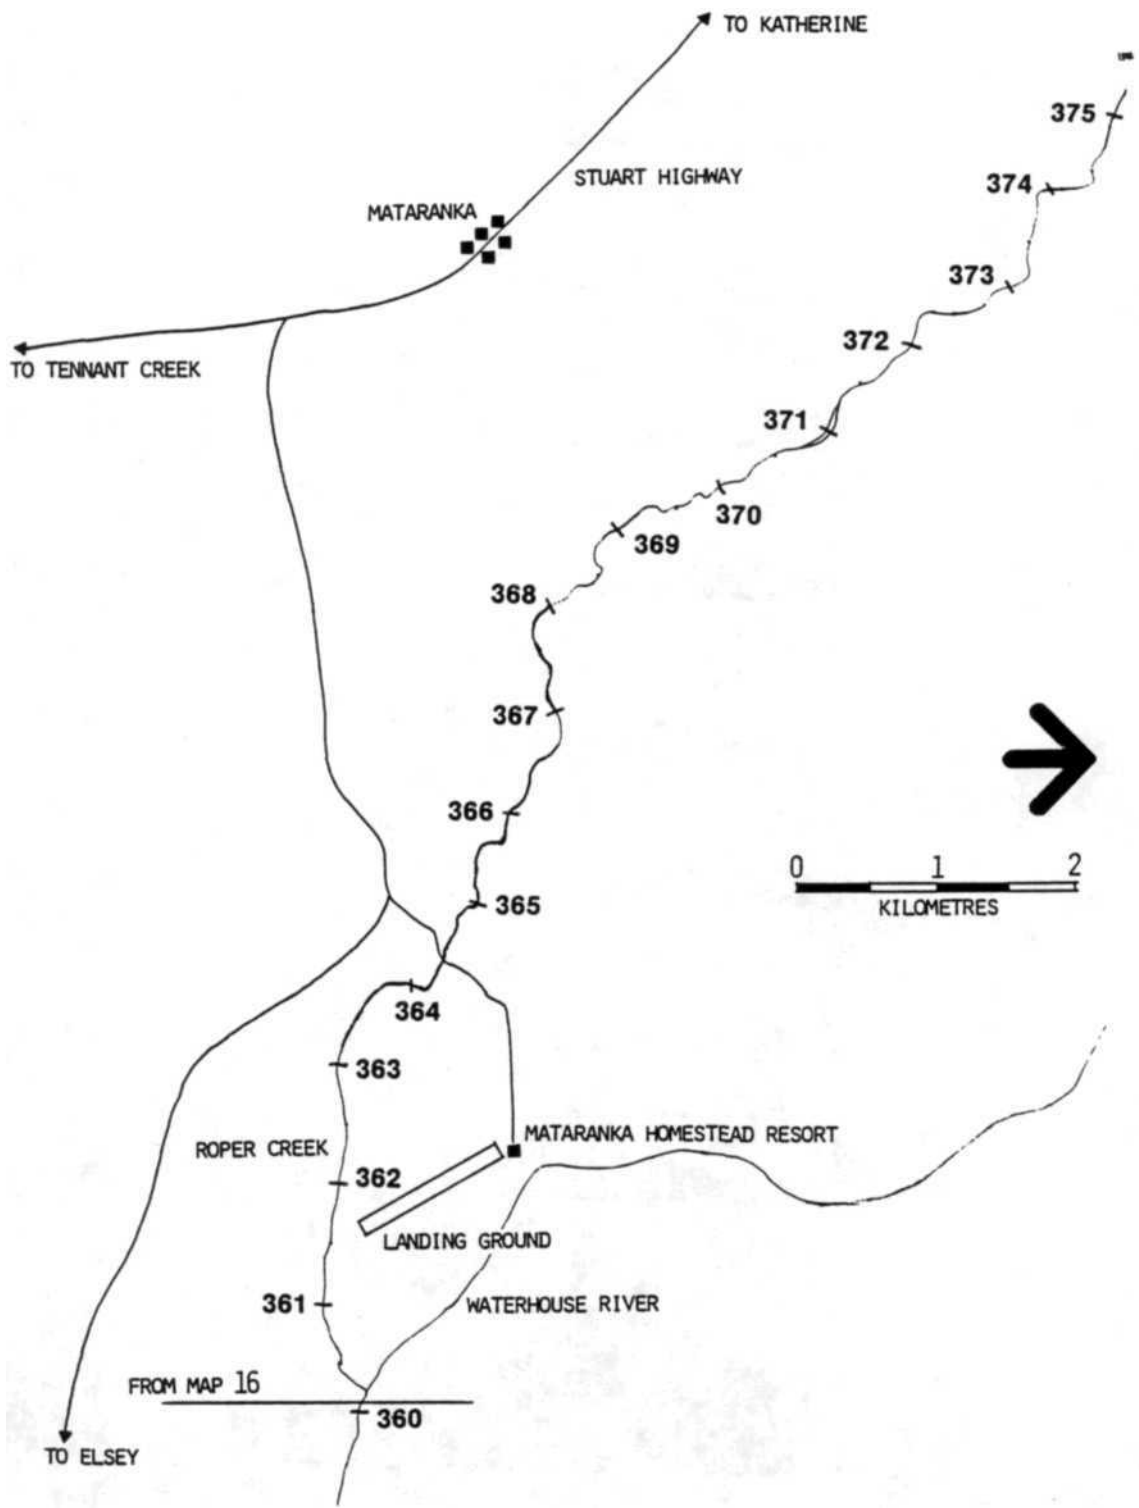 TO KATHERINE
375
STUART HIGHWAY
374
MATARANKA
373
372
TO TENNANT CREEK
371
370
369
368
367
366
0 1 2
KILOMETRES
365
364
363
MATARANKA HOMESTEAD RESORT
ROPER CREEK
362
LANDING GROUND
361
WATERHOUSE RIVER
FROM MAP 16
360
TO ELSEY